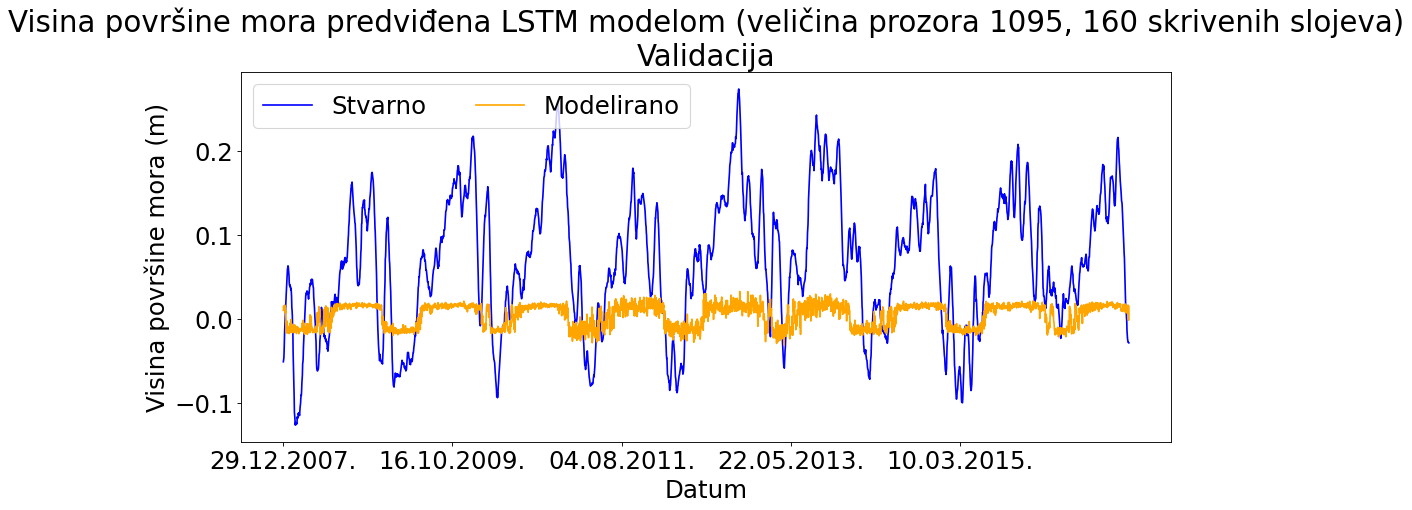 Visina površine mora predviđena LSTM modelom (veličina prozora 1095, 160 skrivenih slojeva)
Validacija
Stvarno Modelirano
Visina površine mora (m)
0.2
0.1
0.0
−0.1
29.12.2007. 16.10.2009. 04.08.2011. 22.05.2013. 10.03.2015.
Datum